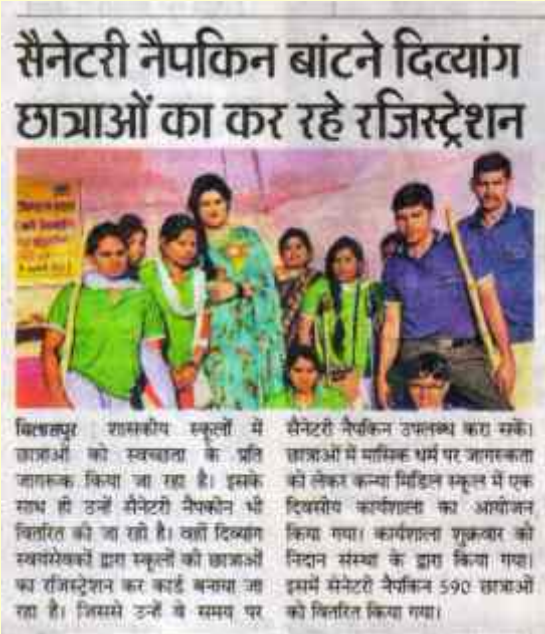 सैनेटरी नैपकिन बांटने दिव्यांग
छात्राओं का कर रहे रजिस्ट्रेशन
बिलासपुर शासकीय स्कूलों में
छात्राओं को स्वच्छता के प्रति
जागरूक किया जा रहा है। इसके
साथ ही उन्हें सैनेटरी नैपकीन भी
वितरित की जा रही है। वहीं दिव्यांग
स्वयंसेवकों द्वारा स्कूलों की छात्राओं
का रजिस्ट्रेशन कर कार्ड बनाया जा
रहा है। जिससे उन्हें वे समय पर
सैनेटरी नैपकिन उपलब्ध करा सकें।
छात्राओं में मासिक धर्म पर जागरूकता
को लेकर कन्या मिडिल स्कूल में एक
दिवसीय कार्यशाला का आयोजन
किया गया। कार्यशाला शुक्रवार को
निदान संस्था के द्वारा किया गया।
इसमें सेनेटरी नैपकिन 590 छात्राओं
को वितरित किया गया।